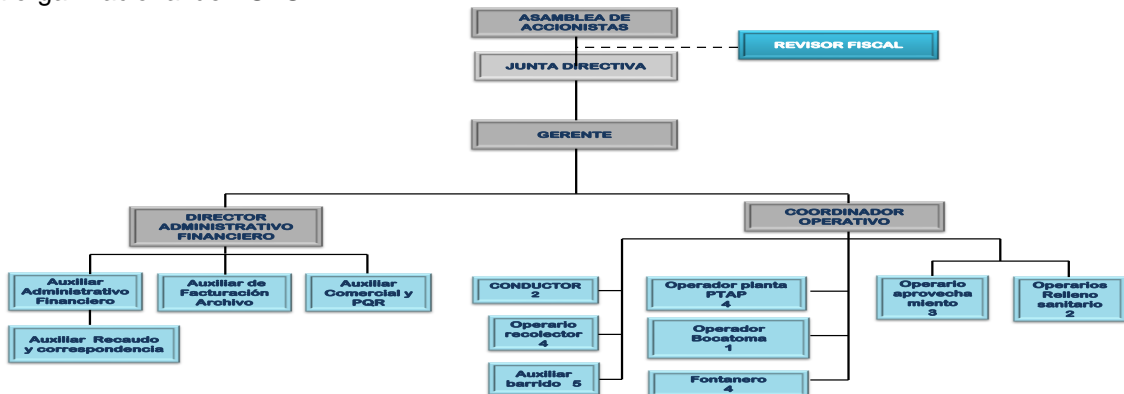 ASAMBLEA DE
ACCIONISTAS
REVISOR FISCAL
JUNTA DIRECTIVA
GERENTE
DIRECTOR
ADMINISTRATIVO
FINANCIERO
COORDINADOR
OPERATIVO
Auxiliar
Administrativo
Financiero
Auxiliar de
Facturación
Archivo
Auxiliar
Comercial y
PQR
Auxiliar Recaudo
y correspondencia
CONDUCTOR
2
Operario
recolector
4
Auxiliar
barrido 5
Operador planta
PTAP
4
Operador
Bocatoma
1
Fontanero
4
Operario
aprovecha
miento
3
Operarios
Relleno
sanitario
2